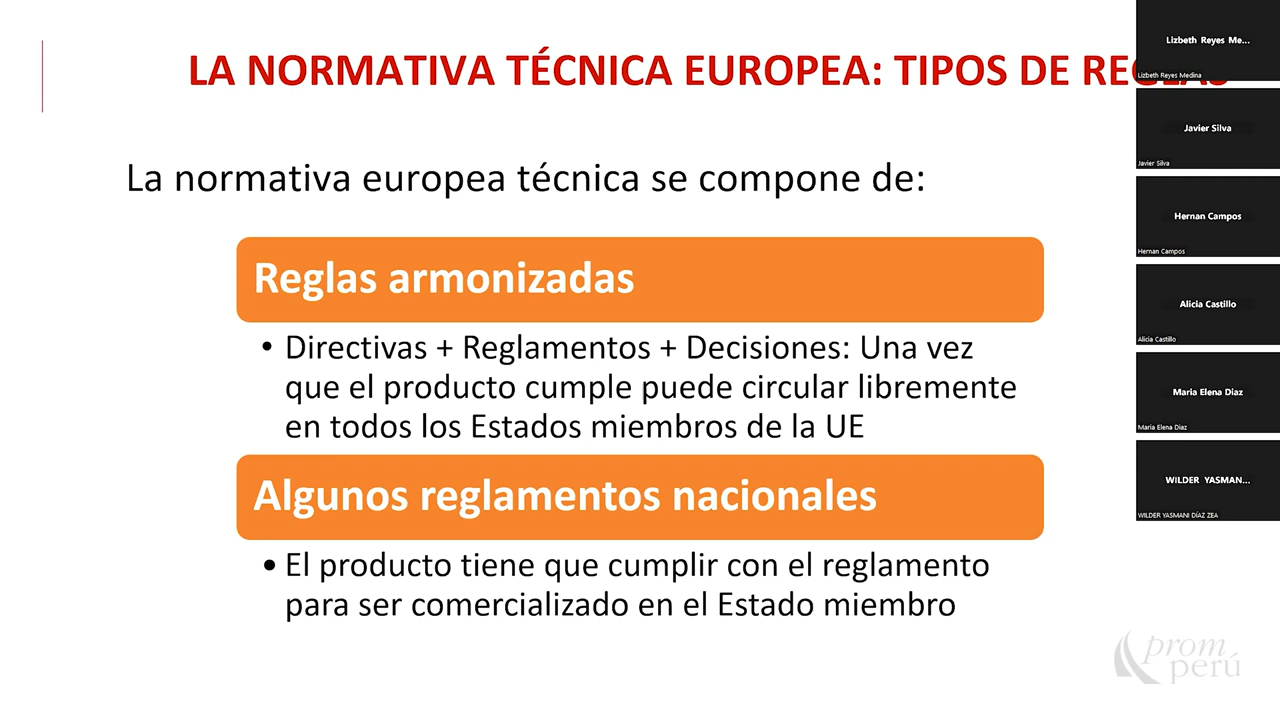 LA NORMATIVA TÉCNICA EUROPEA: TIPOS DE REGLAS
La normativa europea técnica se compone de:
Reglas armonizadas
• Directivas + Reglamentos + Decisiones: Una vez
que el producto cumple puede circular libremente
en todos los Estados miembros de la UE
Algunos reglamentos nacionales
• El producto tiene que cumplir con el reglamento
para ser comercializado en el Estado miembro
Lizbeth Reyes Me...
Lizbeth Reyes Medina
Javier Silva
Javier Silva
Hernan Campos
Hernan Campos
Alicia Castillo
Alicia Castillo
Maria Elena Diaz
Maria Elena Diaz
WILDER YASMAN...
WILDER YASMANI DÍAZ ZEA
prom
perú